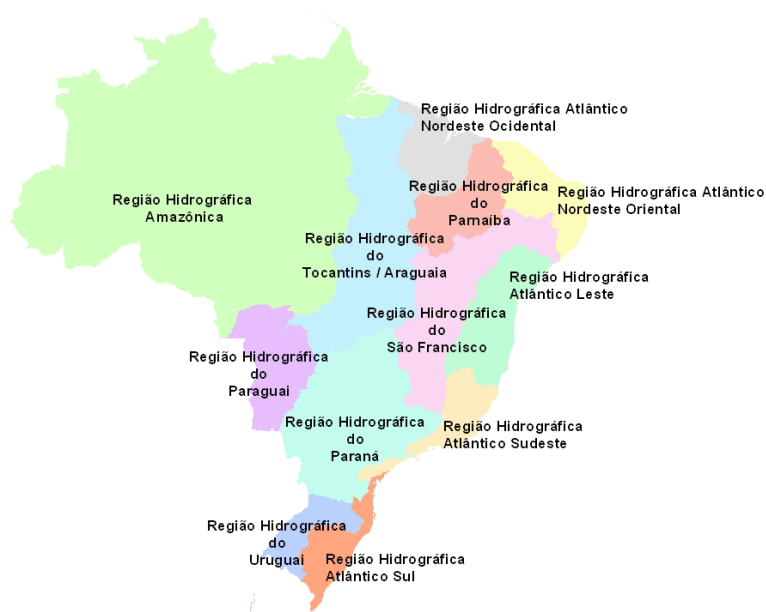 Região Hidrográfica Atlântico
Nordeste Ocidental
Região Hidrográfica
do
Parnaíba
Região Hidrográfica Atlântico
Nordeste Oriental
Região Hidrográfica
Amazônica
Região Hidrográfica
do
Tocantins / Araguaia
Região Hidrográfica
Atlântico Leste
Região Hidrográfica
do
São Francisco
Região Hidrográfica
do
Paraguai
Região Hidrográfica
do
Paraná
Região Hidrográfica
Atlântico Sudeste
Região Hidrográfica
do
Uruguai
Região Hidrográfica
Atlântico Sul